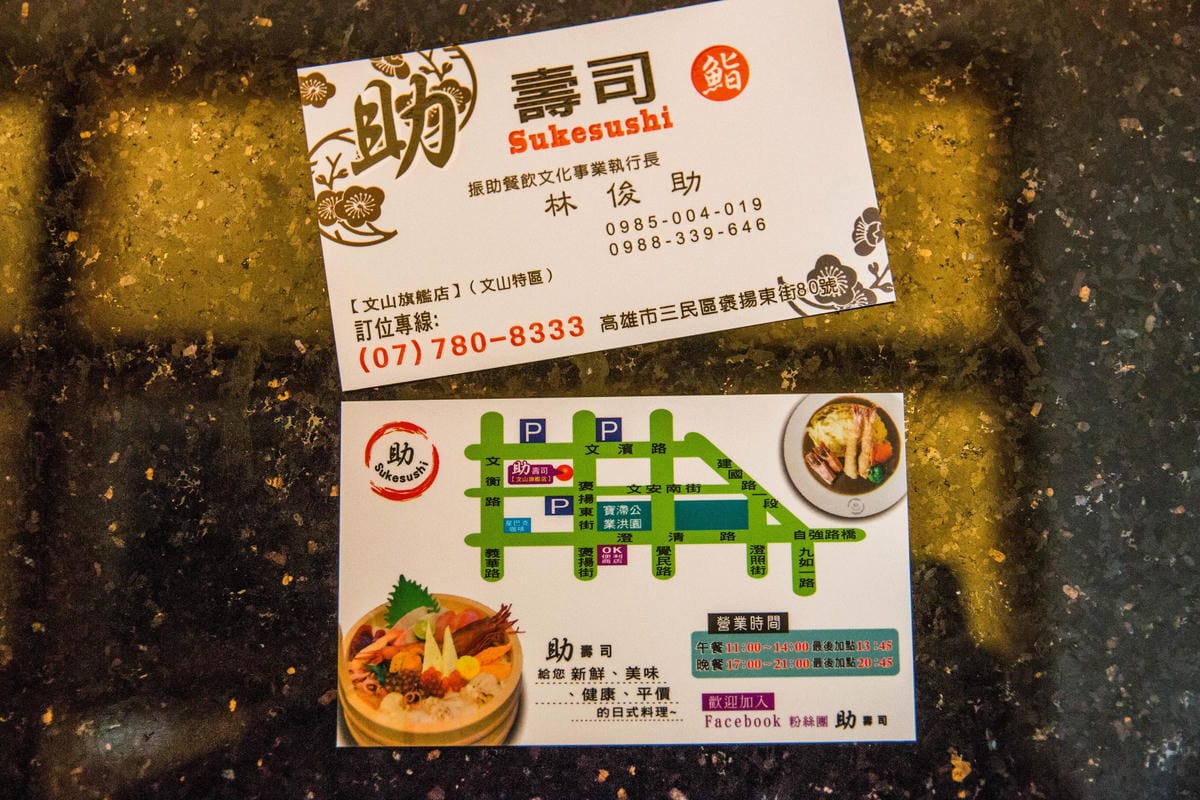 助 壽司 鮨
Sukesushi
振助餐飲文化事業執行長
林 俊 助
0985-004-019
0988-339-646
【文山旗艦店】(文山特區)
訂位專線:
(07)780-8333 高雄市三民區褒揚東街80號
助
Sukesushi
P
P
文濱路
文衡路
助壽司
【文山旗艦店】
建國路一段
褒揚東街
文安南街
P
星巴克
咖啡
寶業
滯洪
公園
澄清路
自強路橋
義華路
褒揚街
OK
便利
商店
覺民路
澄照街
九如一路
營業時間
午餐11:00~14:00最後加點13:45
晚餐17:00~21:00最後加點20:45
助壽司
給您新鮮、美味
、健康、平價
的日式料理~
歡迎加入
Facebook 粉絲團 助壽司